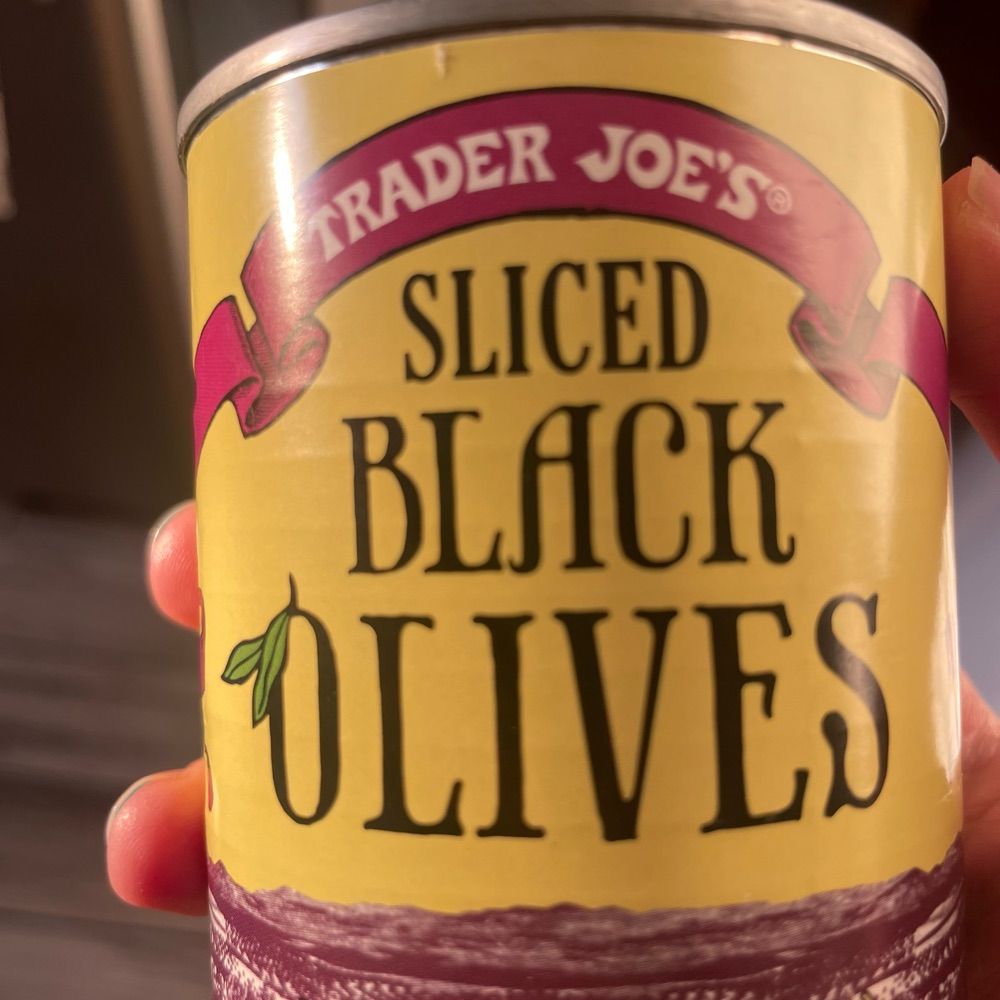 TRADER JOE'S®
SLICED
BLACK
OLIVES